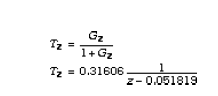 T_z = G_z / (1 + G_z)
T_z = 0.31606 1 / (z - 0.051819)